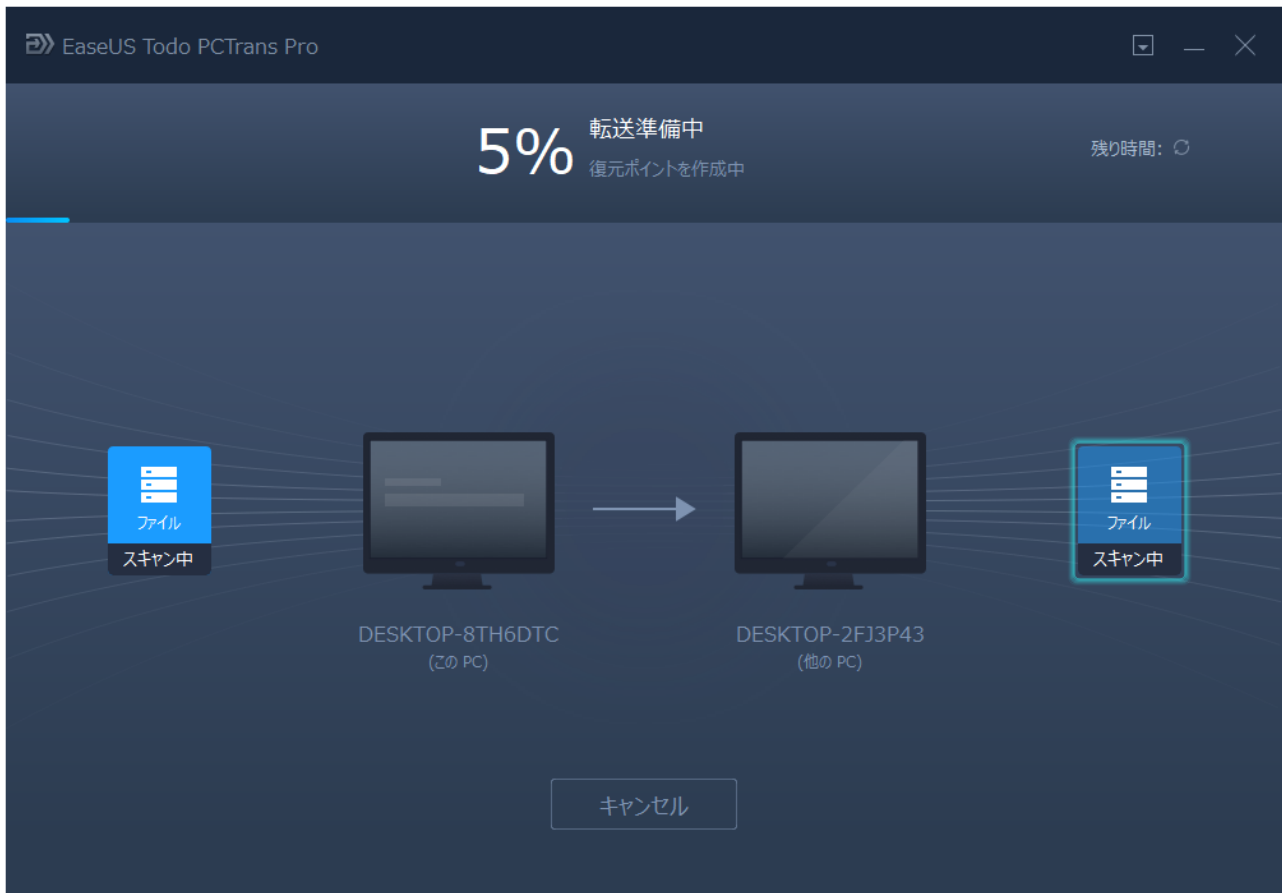 EaseUS Todo PCTrans Pro
5%
転送準備中
復元ポイントを作成中
残り時間:
ファイル
スキャン中
ファイル
スキャン中
DESKTOP-8TH6DTC
(この PC)
DESKTOP-2FJ3P43
(他の PC)
キャンセル